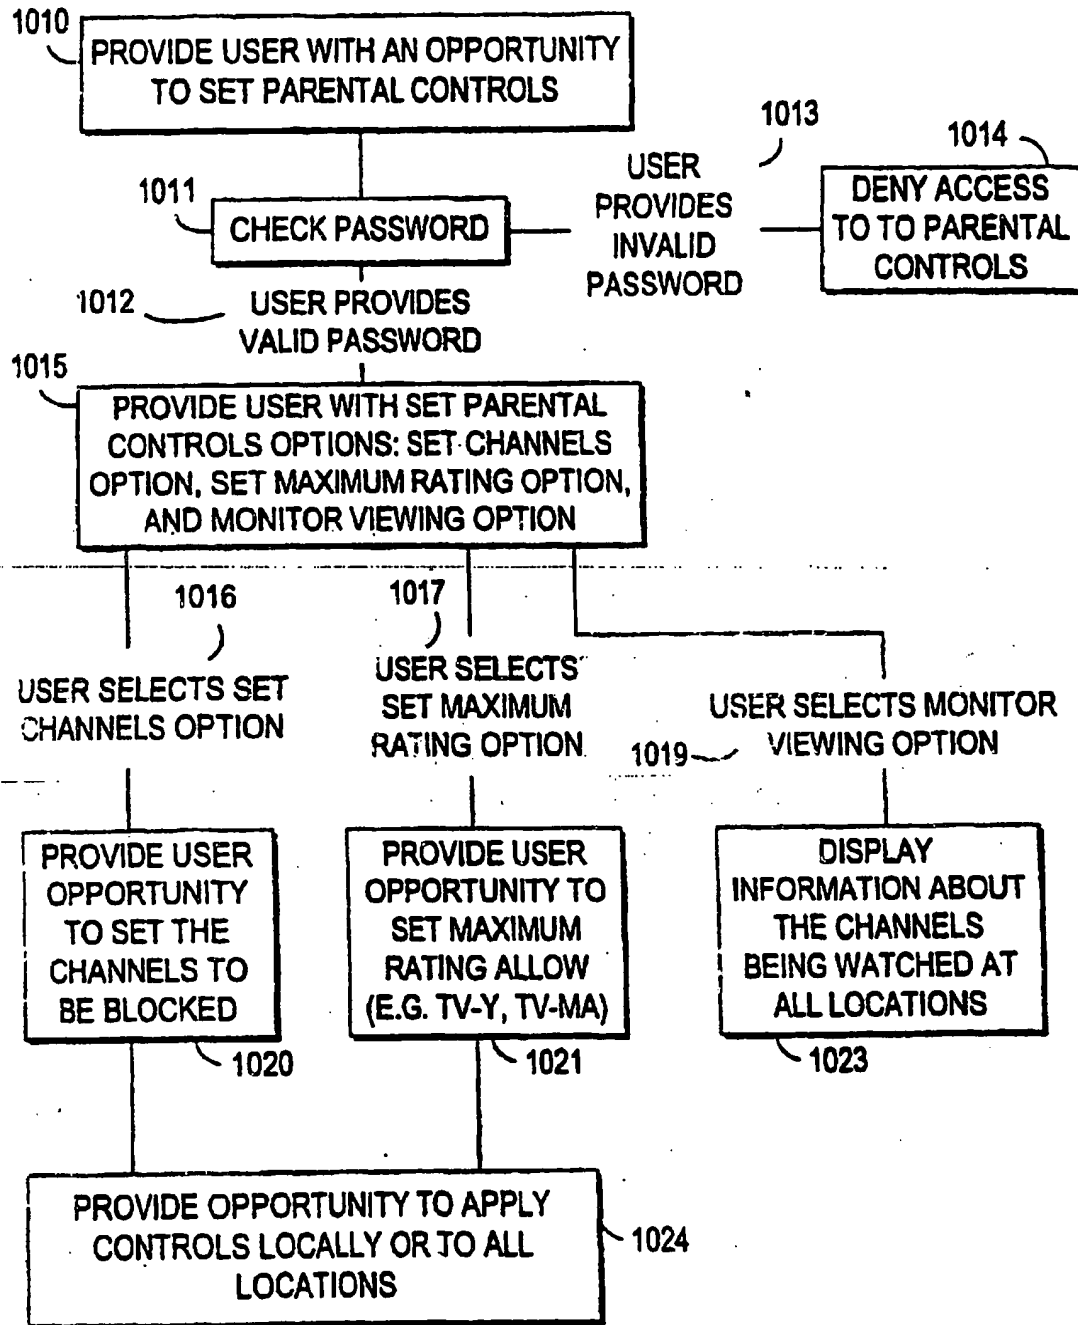 1010
PROVIDE USER WITH AN OPPORTUNITY
TO SET PARENTAL CONTROLS
1011
CHECK PASSWORD
1013
USER
PROVIDES
INVALID
PASSWORD
1014
DENY ACCESS
TO TO PARENTAL
CONTROLS
1012
USER PROVIDES
VALID PASSWORD
1015
PROVIDE USER WITH SET PARENTAL
CONTROLS OPTIONS: SET CHANNELS
OPTION, SET MAXIMUM RATING OPTION,
AND MONITOR VIEWING OPTION
1016
USER SELECTS SET
CHANNELS OPTION
1017
USER SELECTS
SET MAXIMUM
RATING OPTION
USER SELECTS MONITOR
VIEWING OPTION
1019
PROVIDE USER
OPPORTUNITY
TO SET THE
CHANNELS TO
BE BLOCKED
1020
PROVIDE USER
OPPORTUNITY TO
SET MAXIMUM
RATING ALLOW
(E.G. TV-Y, TV-MA)
1021
DISPLAY
INFORMATION ABOUT
THE CHANNELS
BEING WATCHED AT
ALL LOCATIONS
1023
PROVIDE OPPORTUNITY TO APPLY
CONTROLS LOCALLY OR TO ALL
LOCATIONS
1024